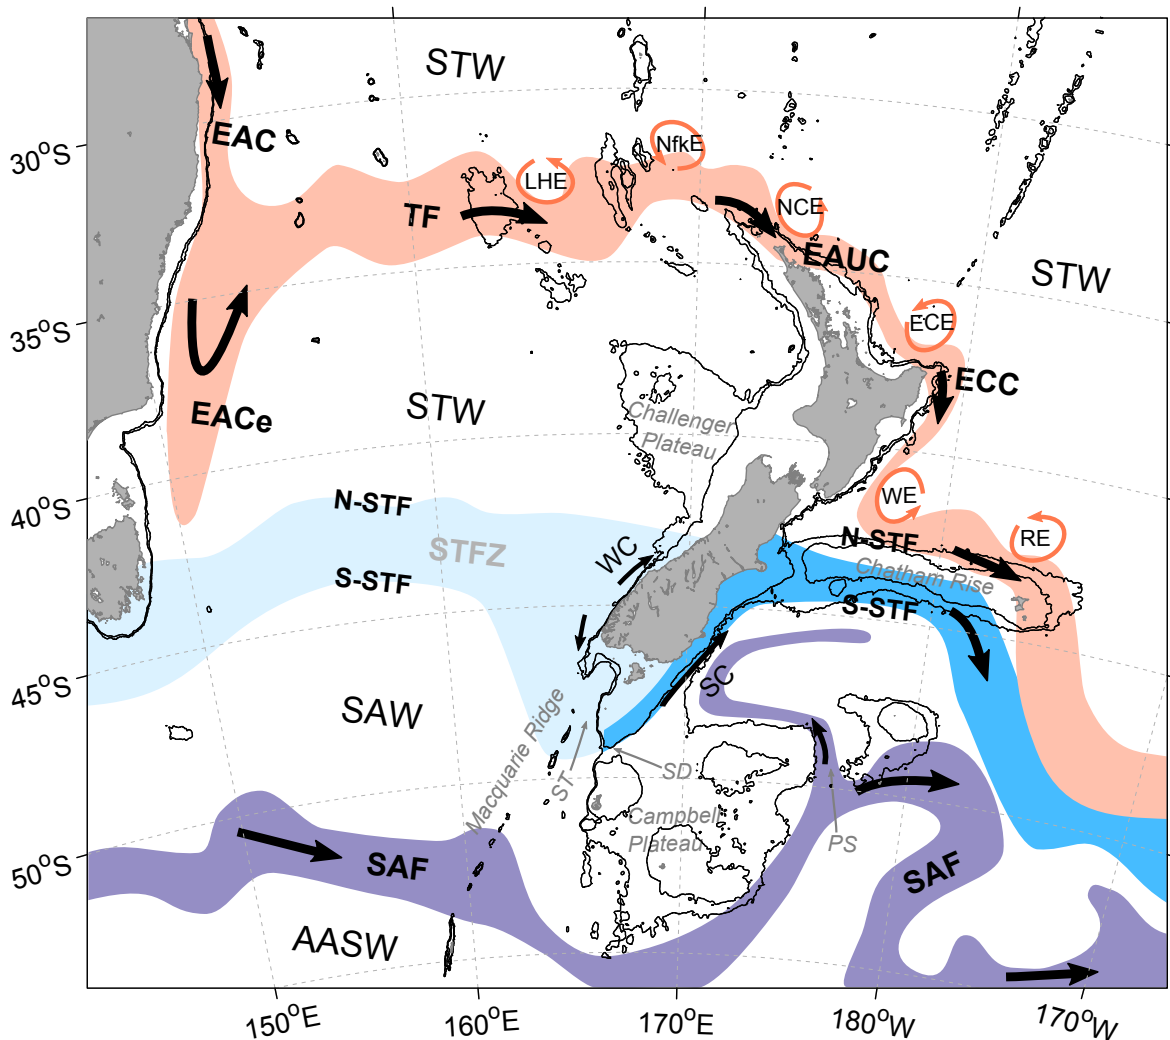 STW
EAC
30°S
NfkE
LHE
NCE
TF
EAUC
STW
ECE
35°S
ECC
EACe
STW
Challenger
Plateau
40°S
N-STF
WE
RE
STFZ
WC
N-STF
S-STF
Chatham Rise
S-STF
45°S
SAW
SC
Macquarie Ridge
ST
SD
Campbell
Plateau
PS
50°S
SAF
SAF
AASW
150°E
160°E
170°E
180°W
170°W